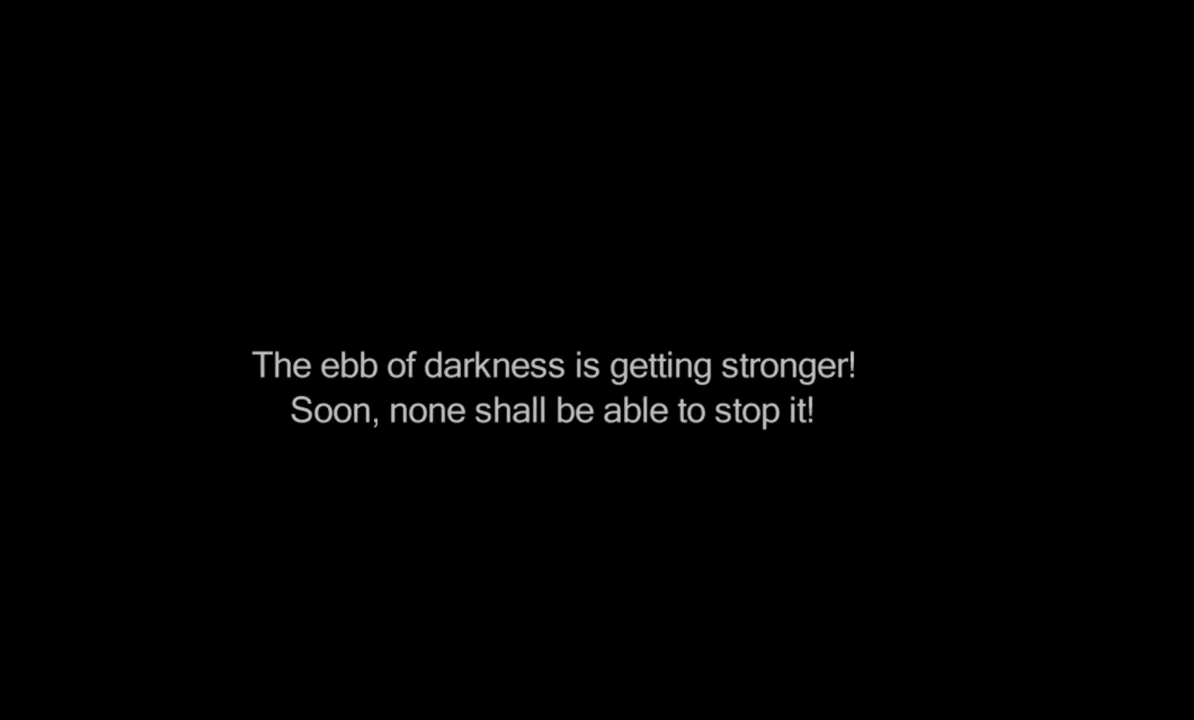 The ebb of darkness is getting stronger!
Soon, none shall be able to stop it!